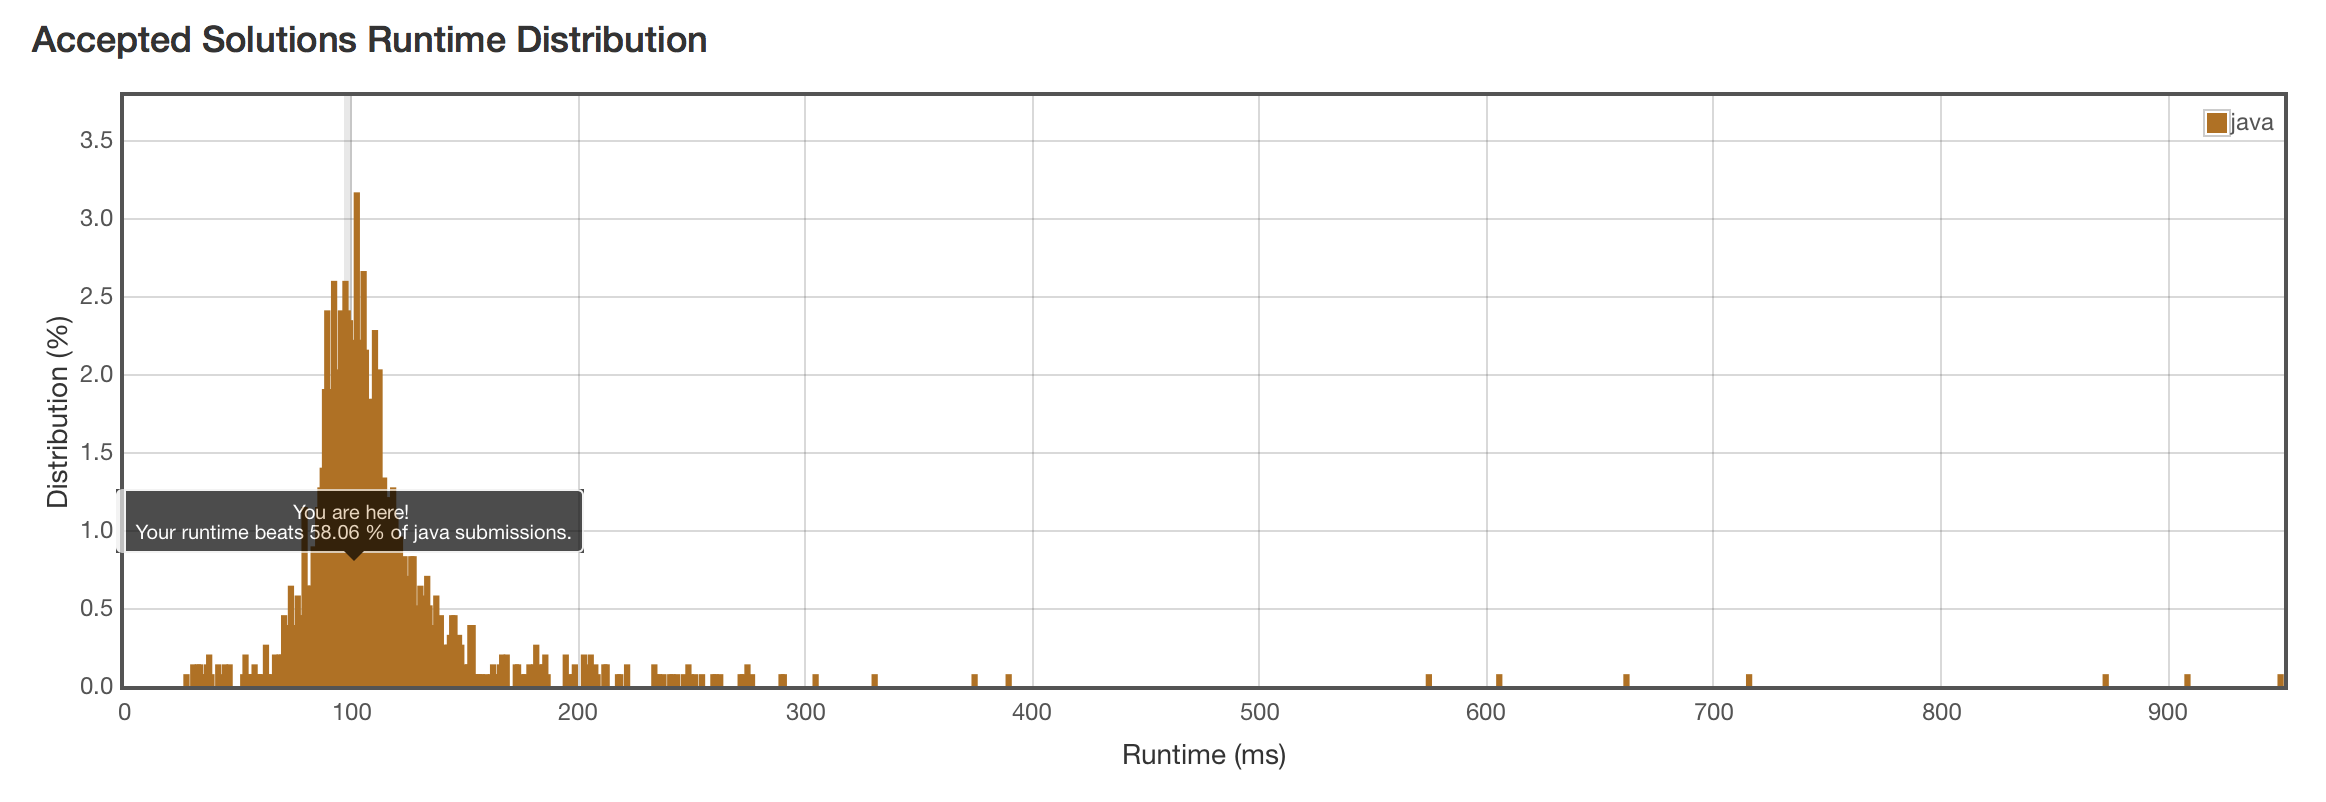 Accepted Solutions Runtime Distribution
java
3.5
3.0
2.5
2.0
1.5
1.0
0.5
0.0
Distribution (%)
You are here!
Your runtime beats 58.06 % of java submissions.
0 100 200 300 400 500 600 700 800 900
Runtime (ms)